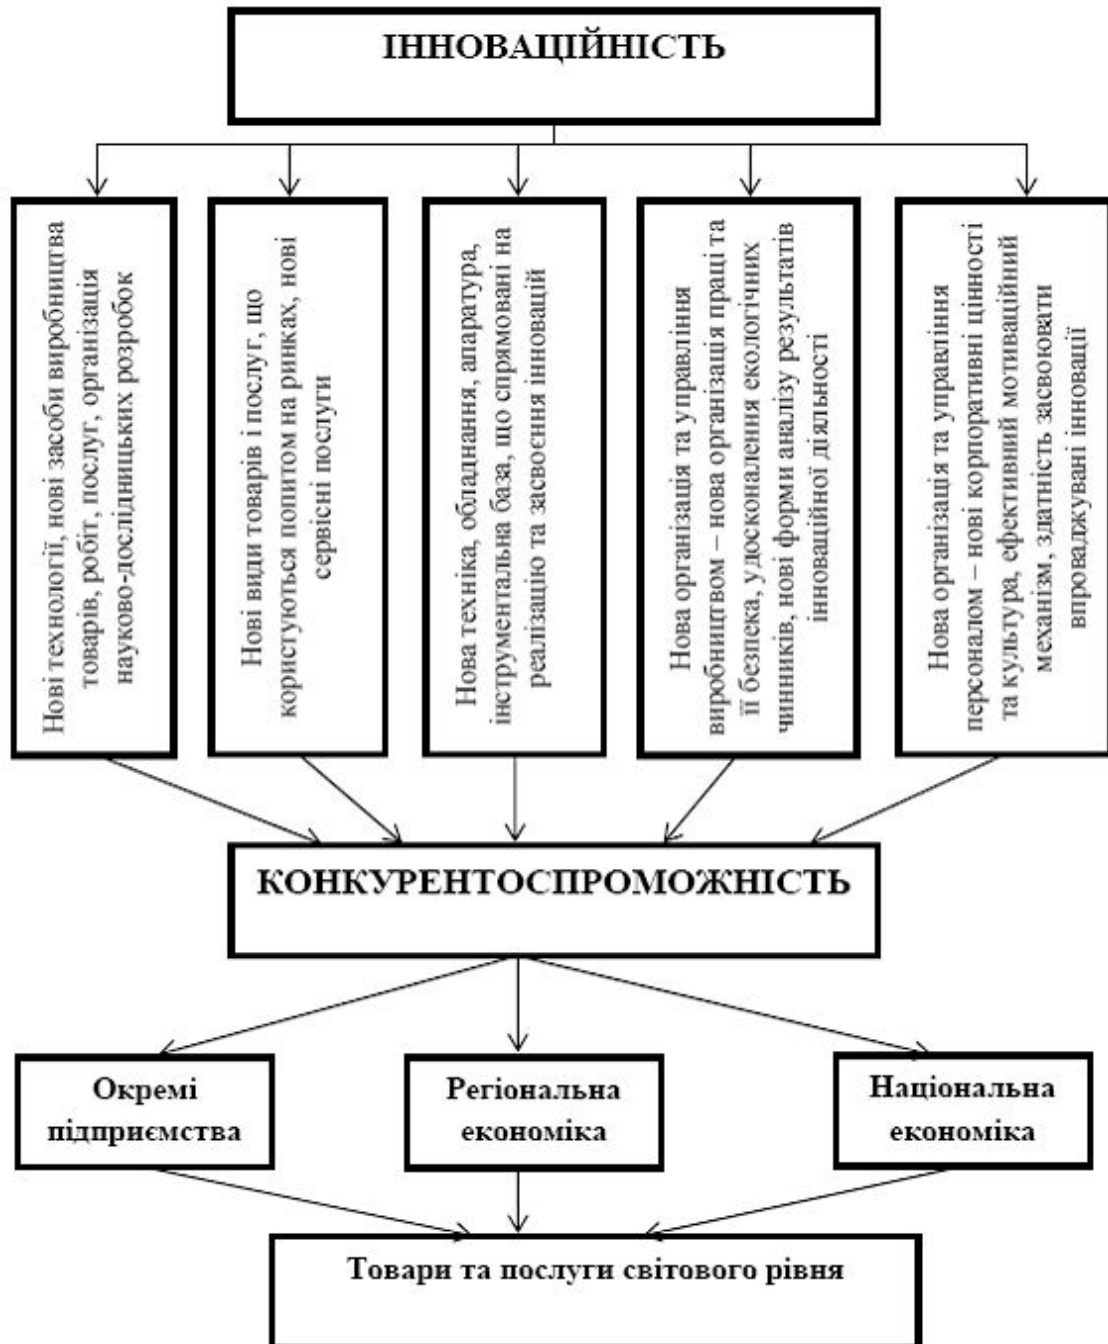 ІННОВАЦІЙНІСТЬ
Нові технології, нові засоби виробництва
товарів, робіт, послуг, організація
науково-дослідницьких розробок
Нові види товарів і послуг, що
користуються попитом на ринках, нові
сервісні послуги
Нова техніка, обладнання, апаратура,
інструментальна база, що спрямовані на
реалізацію та засвоєння інновацій
Нова організація та управління
виробництвом – нова організація праці та
її безпека, удосконалення екологічних
чинників, нові форми аналізу результатів
інноваційної діяльності
Нова організація та управління
персоналом – нові корпоративні цінності
та культура, ефективний мотиваційний
механізм, здатність засвоювати
впроваджувані інновації
КОНКУРЕНТОСПРОМОЖНІСТЬ
Окремі
підприємства
Регіональна
економіка
Національна
економіка
Товари та послуги світового рівня